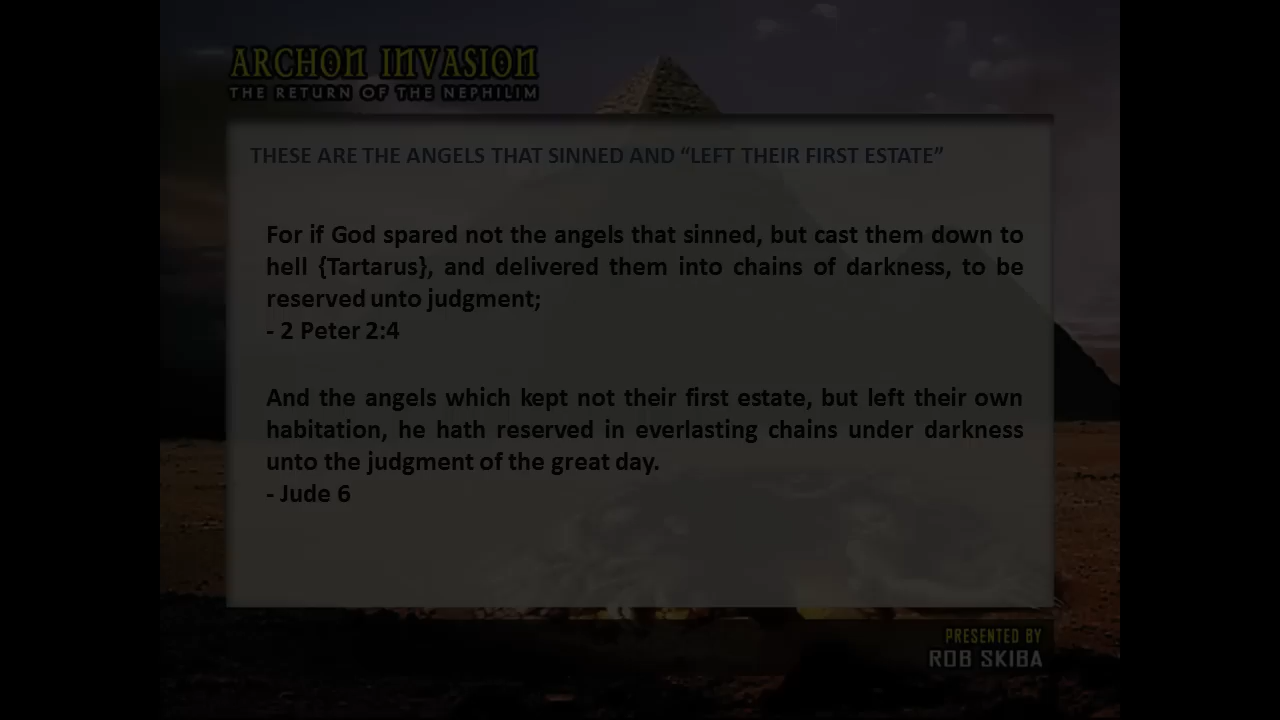 ARCHON INVASION
THE RETURN OF THE NEPHILIM
THESE ARE THE ANGELS THAT SINNED AND “LEFT THEIR FIRST ESTATE”
For if God spared not the angels that sinned, but cast them down to
hell {Tartarus}, and delivered them into chains of darkness, to be
reserved unto judgment;
- 2 Peter 2:4
And the angels which kept not their first estate, but left their own
habitation, he hath reserved in everlasting chains under darkness
unto the judgment of the great day.
- Jude 6
PRESENTED BY
ROB SKIBA